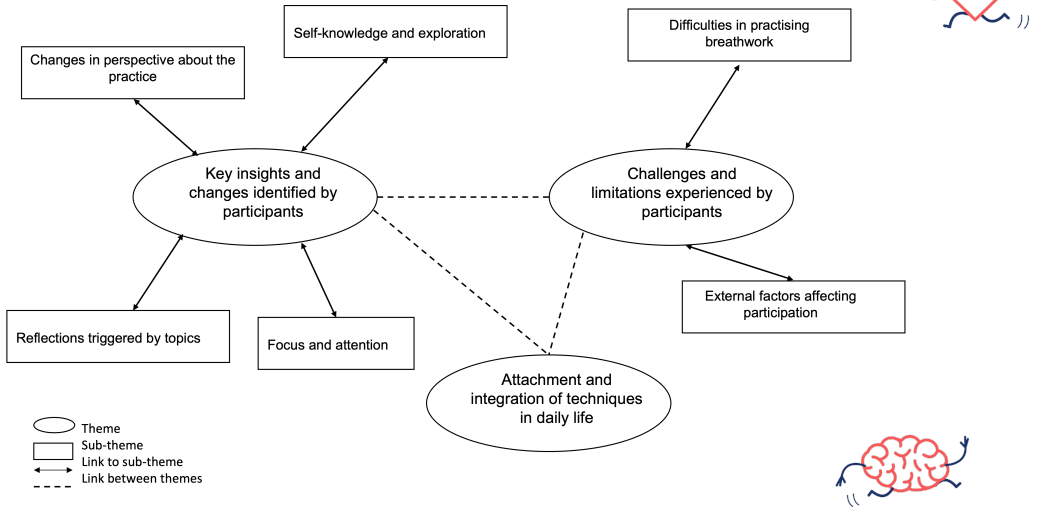 Self-knowledge and exploration
Difficulties in practising
breathwork
Changes in perspective about the
practice
Key insights and
changes identified by
participants
Challenges and
limitations experienced by
participants
External factors affecting
participation
Reflections triggered by topics
Focus and attention
Attachment and
integration of techniques
in daily life
Theme
Sub-theme
Link to sub-theme
Link between themes